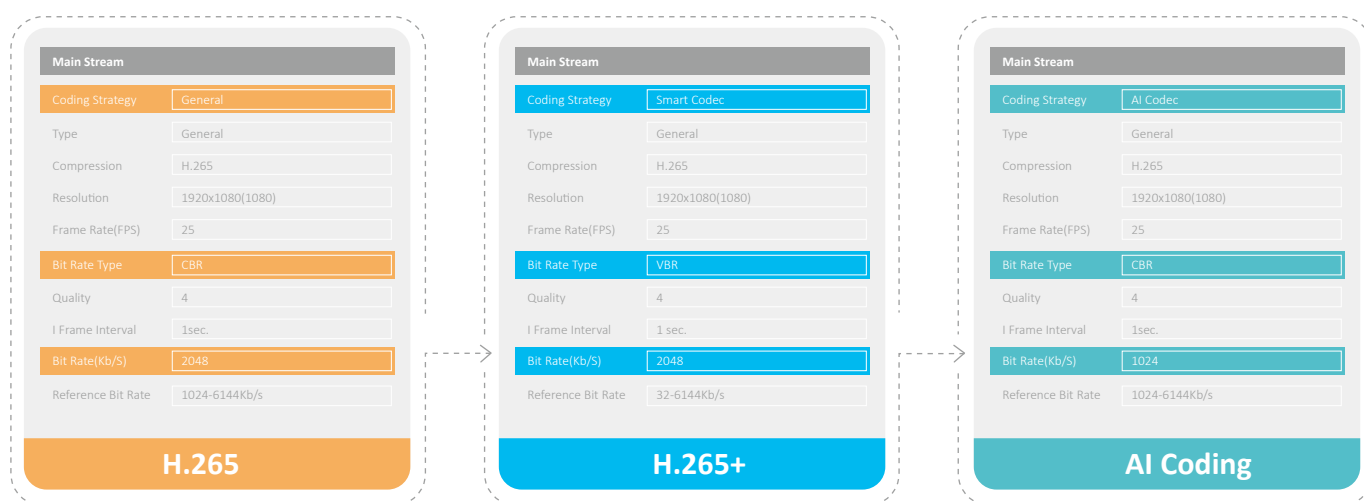 Main Stream
Coding Strategy General
Type General
Compression H.265
Resolution 1920x1080(1080)
Frame Rate(FPS) 25
Bit Rate Type CBR
Quality 4
I Frame Interval 1sec.
Bit Rate(Kb/S) 2048
Reference Bit Rate 1024-6144Kb/s
H.265
Main Stream
Coding Strategy Smart Codec
Type General
Compression H.265
Resolution 1920x1080(1080)
Frame Rate(FPS) 25
Bit Rate Type VBR
Quality 4
I Frame Interval 1 sec.
Bit Rate(Kb/S) 2048
Reference Bit Rate 32-6144Kb/s
H.265+
Main Stream
Coding Strategy AI Codec
Type General
Compression H.265
Resolution 1920x1080(1080)
Frame Rate(FPS) 25
Bit Rate Type CBR
Quality 4
I Frame Interval 1sec.
Bit Rate(Kb/S) 1024
Reference Bit Rate 1024-6144Kb/s
AI Coding